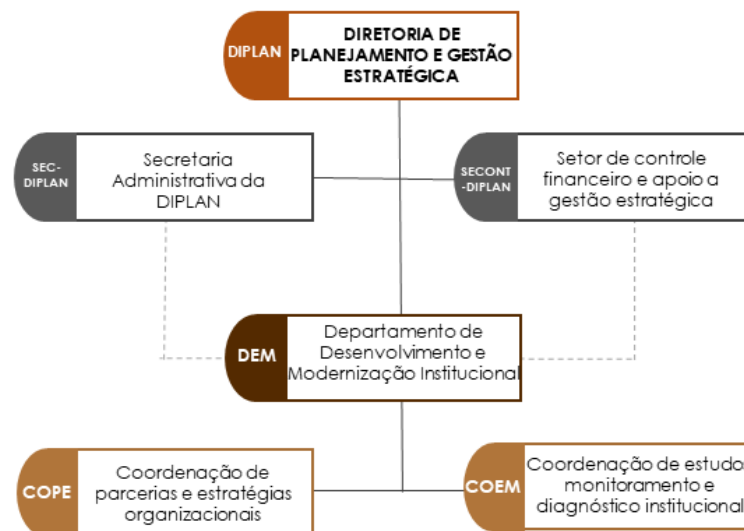 DIPLAN
DIRETORIA DE
PLANEJAMENTO E GESTÃO
ESTRATÉGICA
SEC-
DIPLAN
Secretaria
Administrativa da
DIPLAN
SECONT
-DIPLAN
Setor de controle
financeiro e apoio a
gestão estratégica
DEM
Departamento de
Desenvolvimento e
Modernização Institucional
COPE
Coordenação de
parcerias e estratégias
organizacionais
COEM
Coordenação de estudo
monitoramento e
diagnóstico institucional